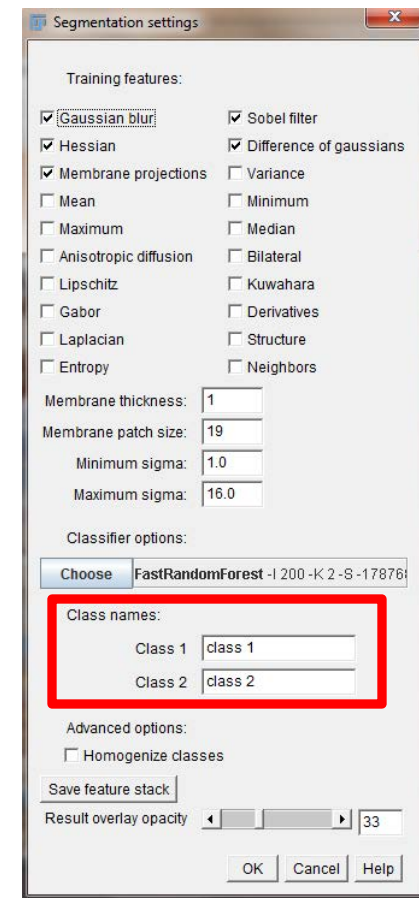 Segmentation settings
Training features:
Gaussian blur Sobel filter
Hessian Difference of gaussians
Membrane projections Variance
Mean Minimum
Maximum Median
Anisotropic diffusion Bilateral
Lipschitz Kuwahara
Gabor Derivatives
Laplacian Structure
Entropy Neighbors
Membrane thickness: 1
Membrane patch size: 19
Minimum sigma: 1.0
Maximum sigma: 16.0
Classifier options:
Choose FastRandomForest -I 200 -K 2 -S -17876
Class names:
Class 1 class 1
Class 2 class 2
Advanced options:
Homogenize classes
Save feature stack
Result overlay opacity 33
OK Cancel Help